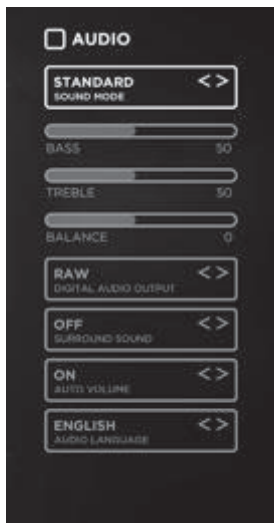 AUDIO
STANDARD < >
SOUND MODE
BASS 50
TREBLE 50
BALANCE 0
RAW < >
DIGITAL AUDIO OUTPUT
OFF < >
SURROUND SOUND
ON < >
AUTO VOLUME
ENGLISH < >
AUDIO LANGUAGE